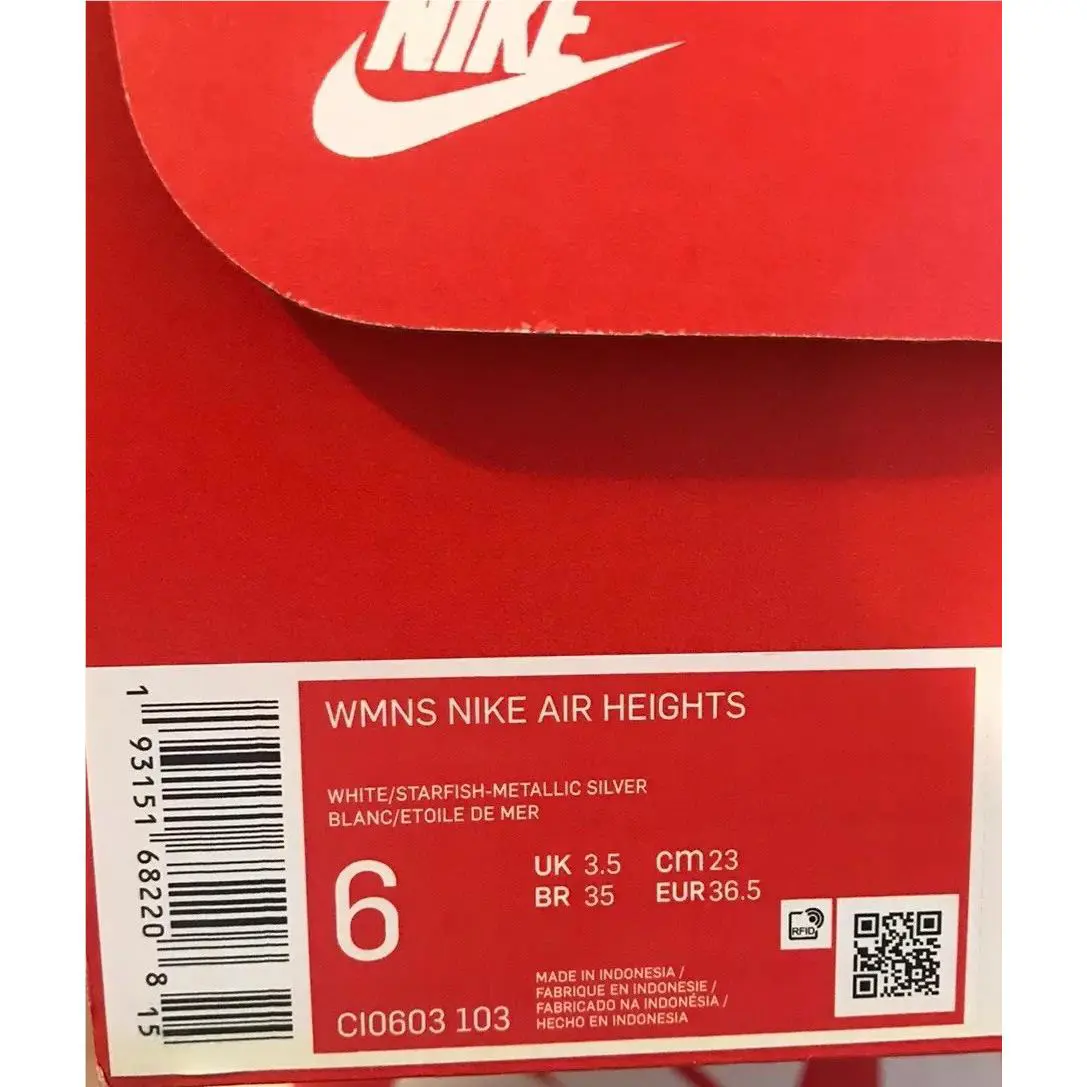 NIKE
WMNS NIKE AIR HEIGHTS
WHITE/STARFISH-METALLIC SILVER
BLANC/ETOILE DE MER
6
UK 3.5 cm 23
BR 35 EUR 36.5
RFID
MADE IN INDONESIA /
FABRIQUE EN INDONESIE /
FABRICADO NA INDONÉSIA /
HECHO EN INDONESIA
CI0603 103
1 93151 68220 8 15